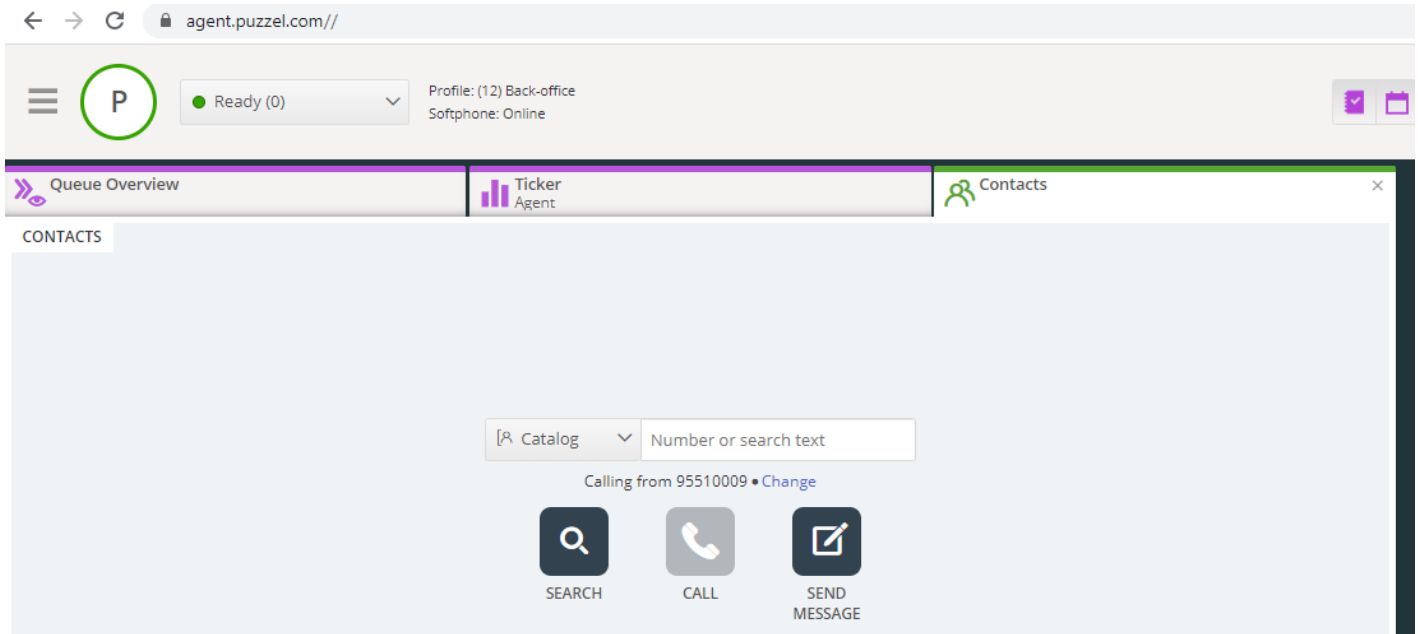 agent.puzzel.com//
P
Ready (0)
Profile: (12) Back-office
Softphone: Online
Queue Overview
Ticker
Agent
Contacts
CONTACTS
Catalog
Number or search text
Calling from 95510009 • Change
SEARCH
CALL
SEND
MESSAGE